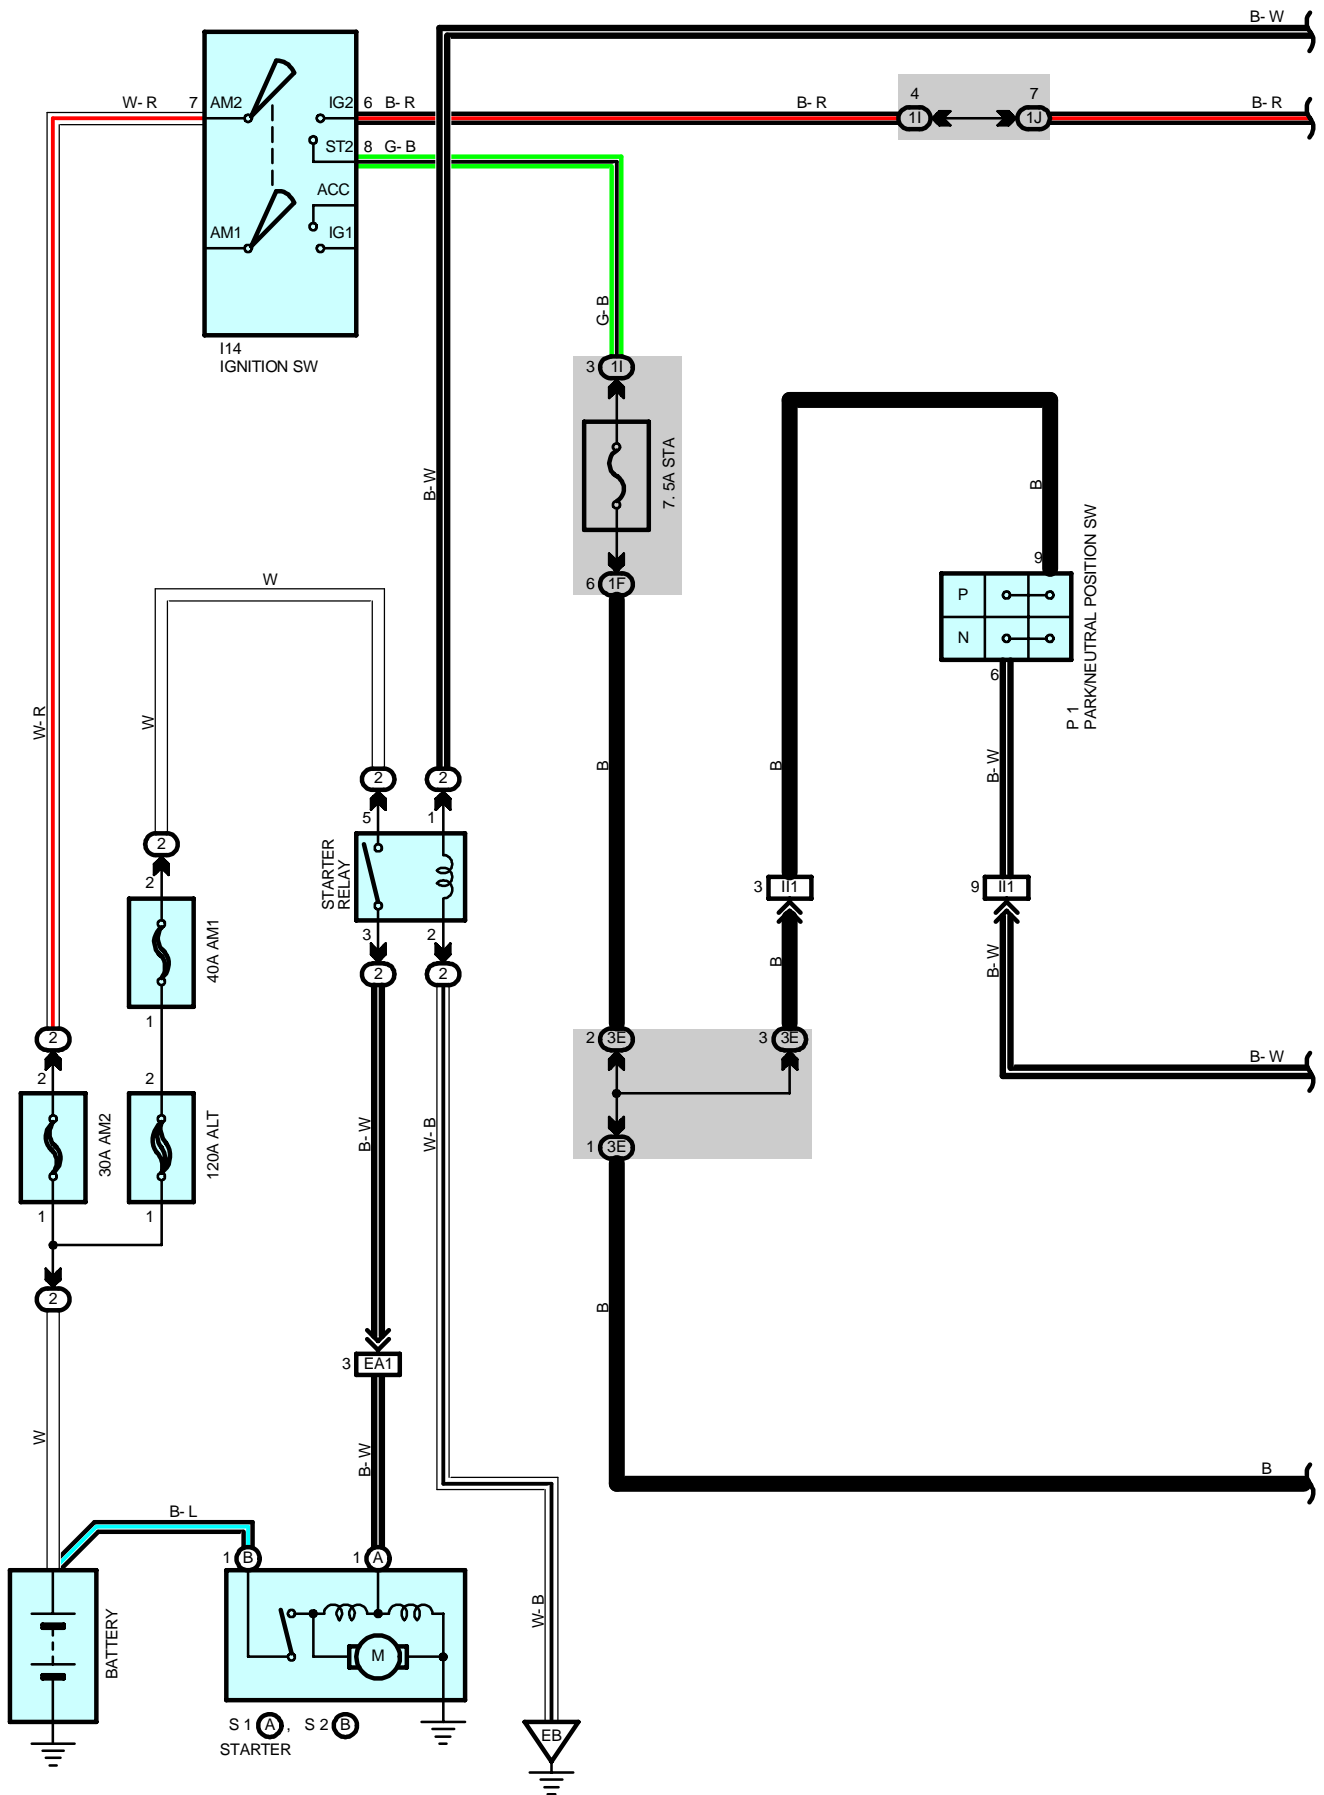 B- W
W- R
7
AM2
IG2
6
B- R
B- R
4
1I
7
1J
B- R
ST2
8
G- B
ACC
AM1
IG1
I14
IGNITION SW
G- B
3
1I
7. 5A STA
6
1F
B- W
B
9
P
N
6
P 1
PARK/NEUTRAL POSITION SW
W
W
W- R
2
2
5
1
STARTER
RELAY
3
2
2
2
2
2
40A AM1
1
B
B
B- W
3
II1
9
II1
B
B- W
2
2
2
30A AM2
120A ALT
1
1
2
B- W
W- B
2
3E
3
3E
1
3E
B- W
B
3
EA1
W
B- W
B
B- L
1
B
1
A
BATTERY
M
W- B
S 1 A , S 2 B
STARTER
EB